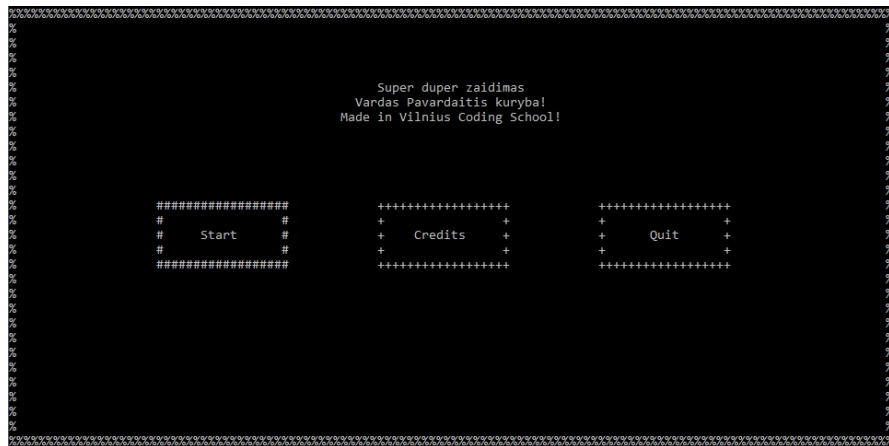 Super duper zaidimas
Vardas Pavardaitis kuryba!
Made in Vilnius Coding School!
Start Credits Quit